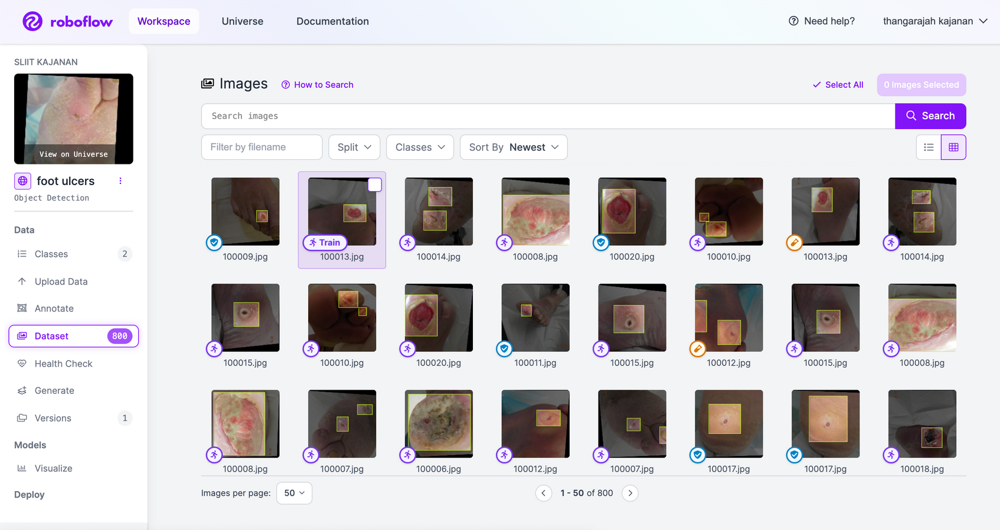 roboflow
Workspace
Universe
Documentation
Need help?
thangarajah kajanan
SLIIT KAJANAN
View on Universe
foot ulcers
Object Detection
Data
Classes 2
Upload Data
Annotate
Dataset 800
Health Check
Generate
Versions 1
Models
Visualize
Deploy
Images
How to Search
Select All
0 Images Selected
Search images
Search
Filter by filename
Split
Classes
Sort By Newest
Train
100009.jpg 100013.jpg 100014.jpg 100008.jpg 100020.jpg 100010.jpg 100013.jpg 100014.jpg
100015.jpg 100010.jpg 100020.jpg 100011.jpg 100015.jpg 100012.jpg 100015.jpg 100008.jpg
100008.jpg 100007.jpg 100006.jpg 100012.jpg 100007.jpg 100017.jpg 100017.jpg 100018.jpg
Images per page: 50
1 - 50 of 800